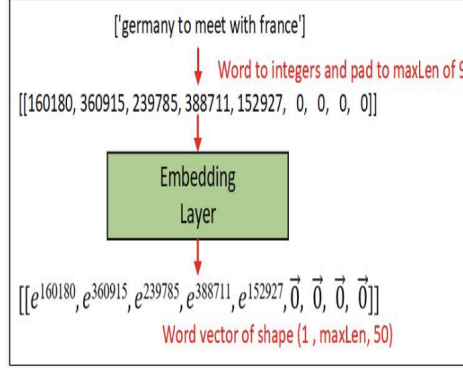 ['germany to meet with france']
Word to integers and pad to maxLen of 9
[[160180, 360915, 239785, 388711, 152927, 0, 0, 0, 0]]
Embedding
Layer
[[e¹⁶⁰¹⁸⁰, e³⁶⁰⁹¹⁵, e²³⁹⁷⁸⁵, e³⁸⁸⁷¹¹, e¹⁵²⁹²⁷, 0⃗, 0⃗, 0⃗, 0⃗]]
Word vector of shape (1 , maxLen, 50)